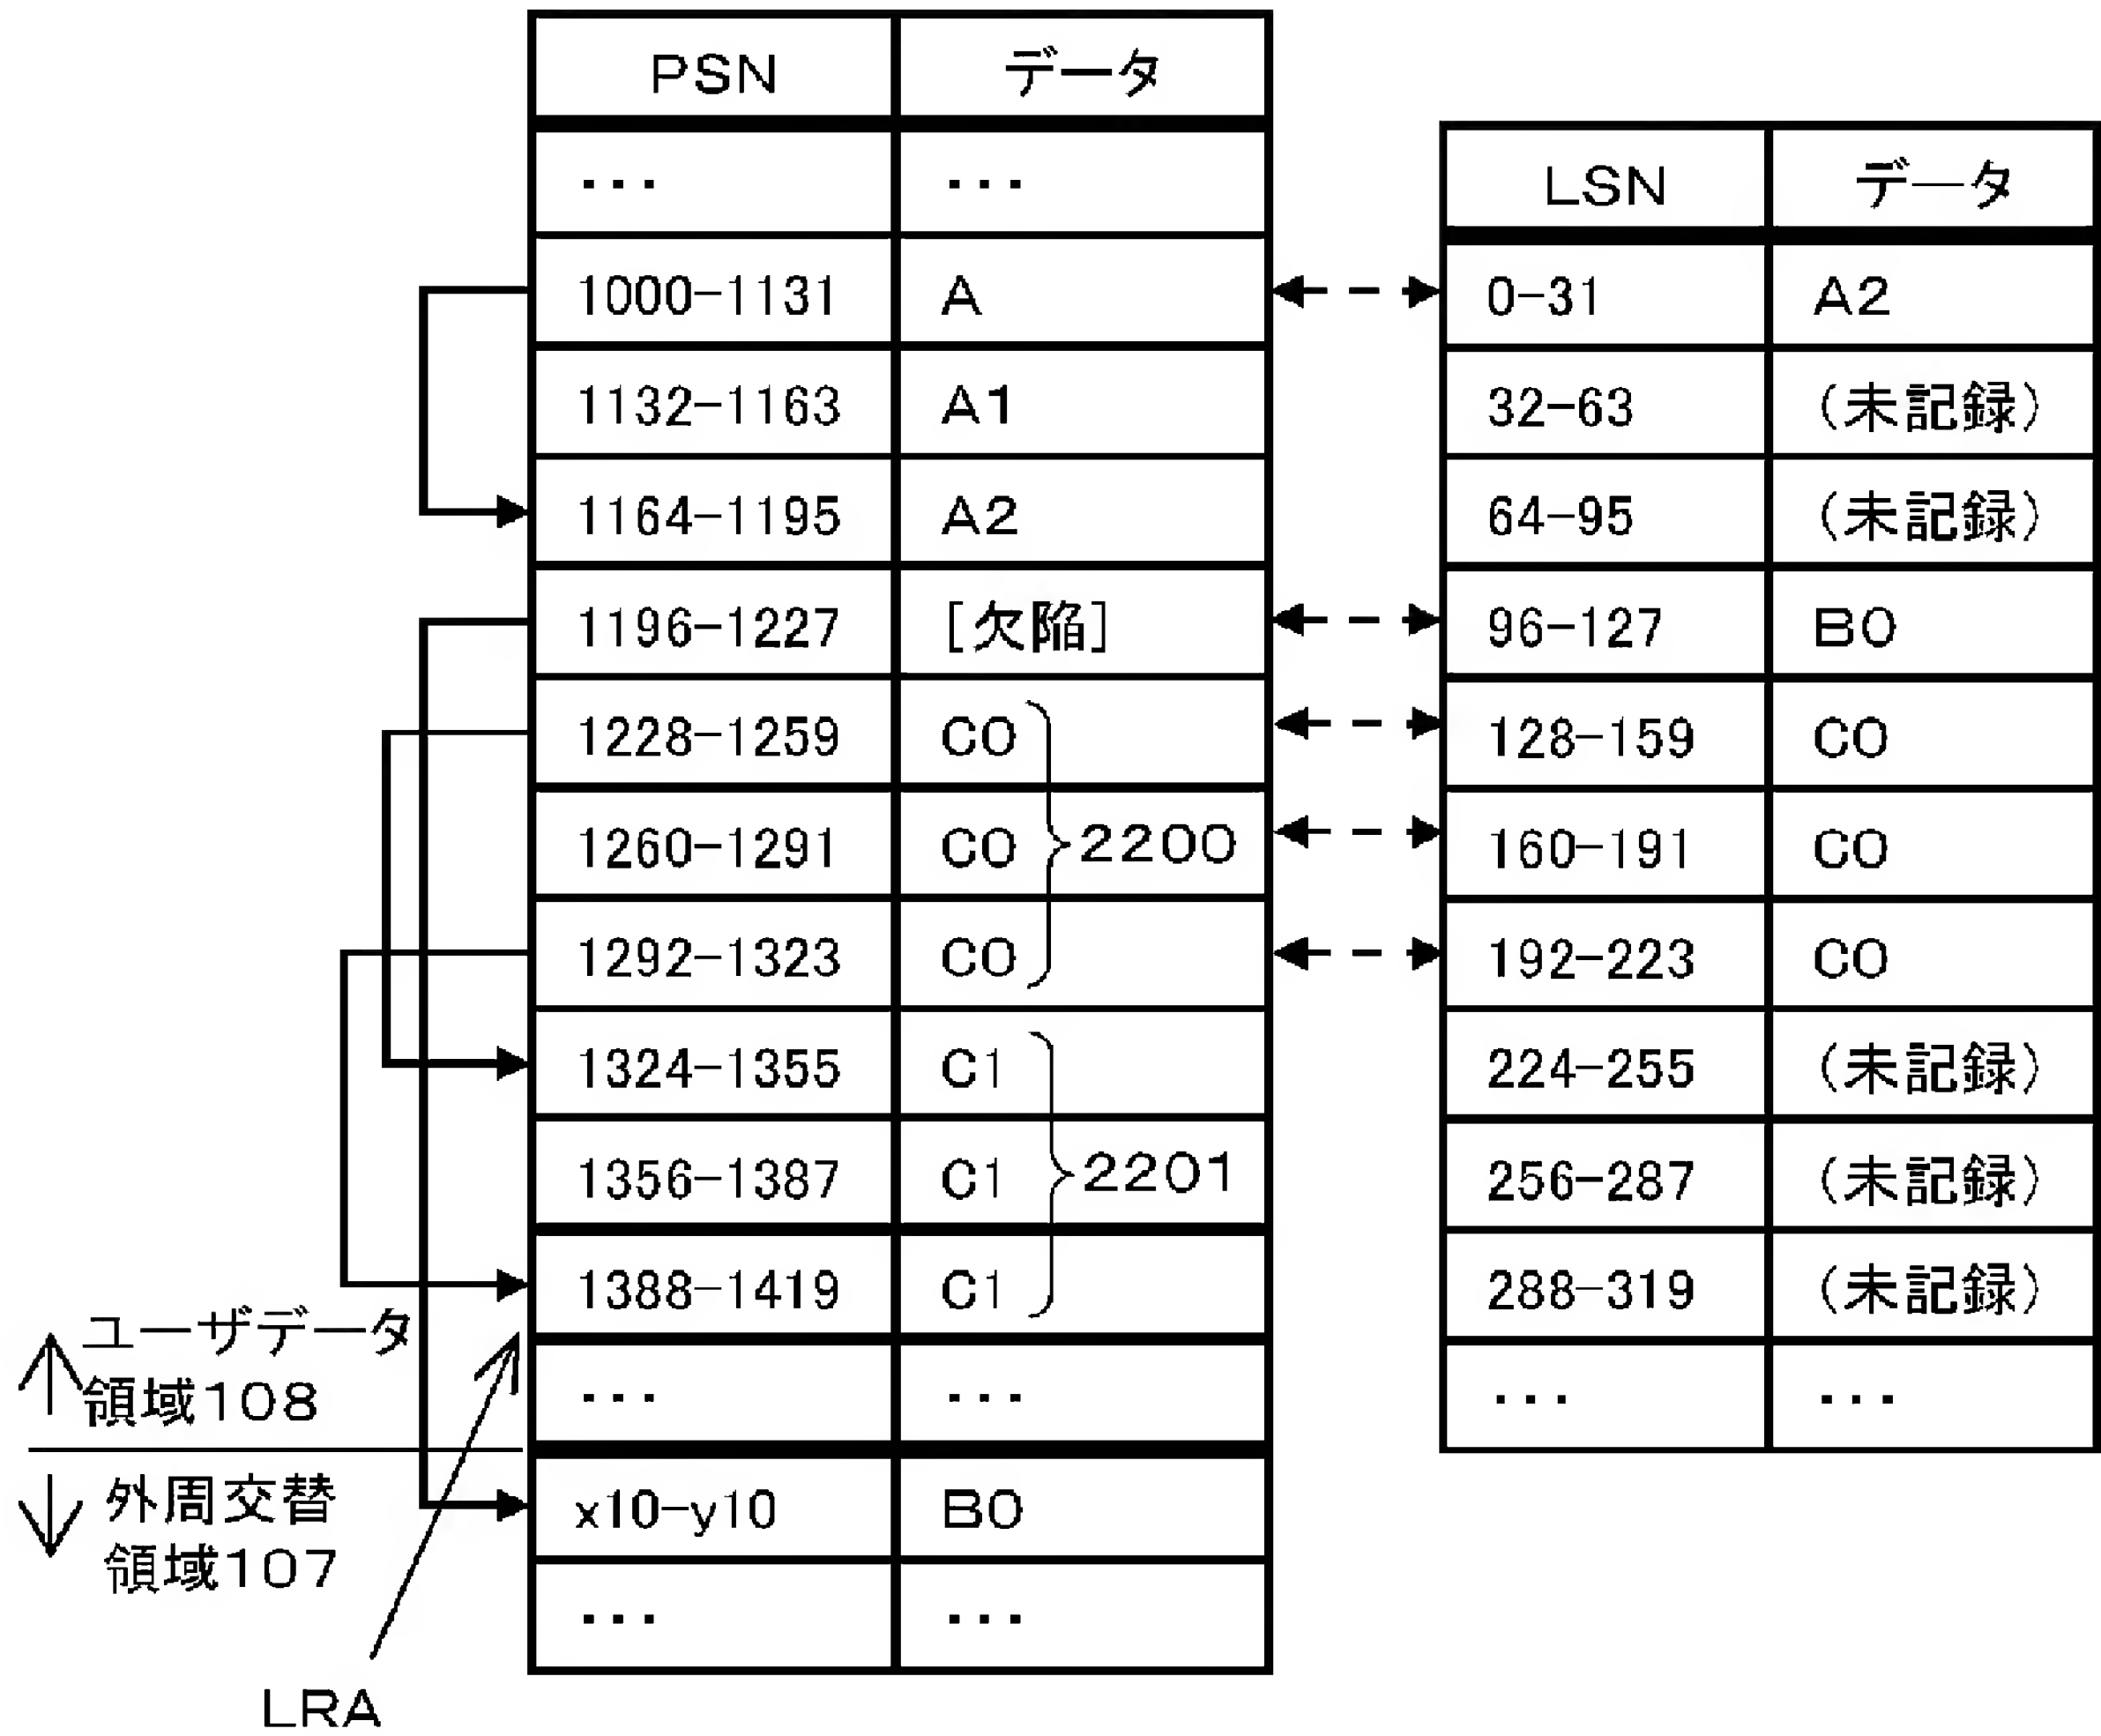 PSN データ
... ...
1000-1131 A
1132-1163 A1
1164-1195 A2
1196-1227 [欠陥]
1228-1259 C0
1260-1291 C0 2200
1292-1323 C0
1324-1355 C1
1356-1387 C1 2201
1388-1419 C1
... ...
x10-y10 B0
... ...
LSN データ
0-31 A2
32-63 (未記録)
64-95 (未記録)
96-127 B0
128-159 C0
160-191 C0
192-223 C0
224-255 (未記録)
256-287 (未記録)
288-319 (未記録)
... ...
ユーザデータ
領域108
外周交替
領域107
LRA